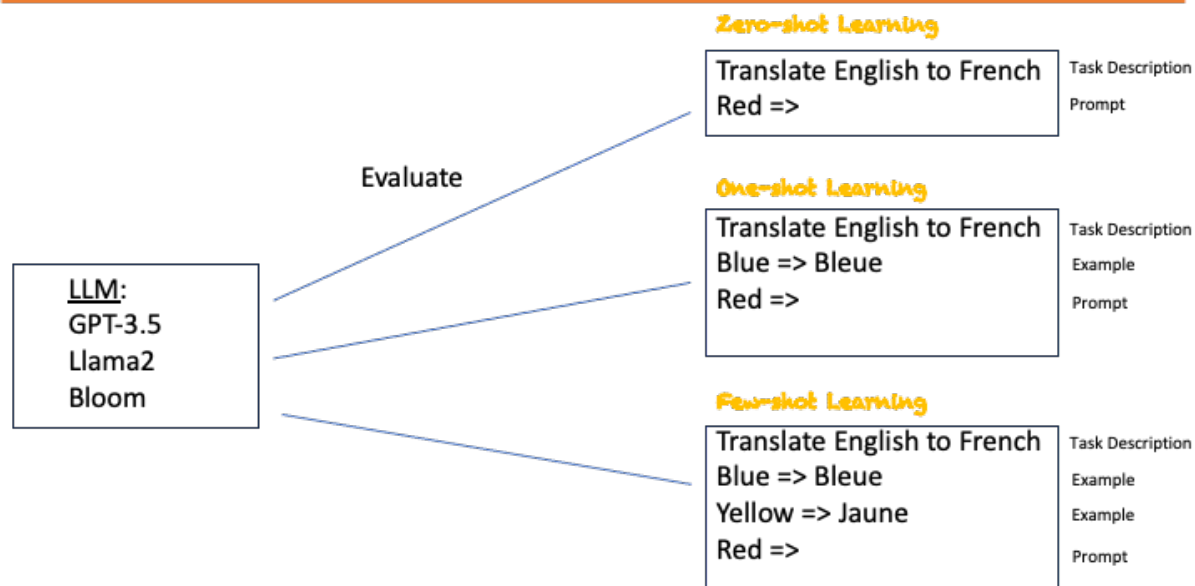 Zero-shot Learning
Translate English to French Task Description
Red => Prompt
Evaluate
One-shot Learning
Translate English to French Task Description
Blue => Bleue Example
Red => Prompt
LLM:
GPT-3.5
Llama2
Bloom
Few-shot Learning
Translate English to French Task Description
Blue => Bleue Example
Yellow => Jaune Example
Red => Prompt